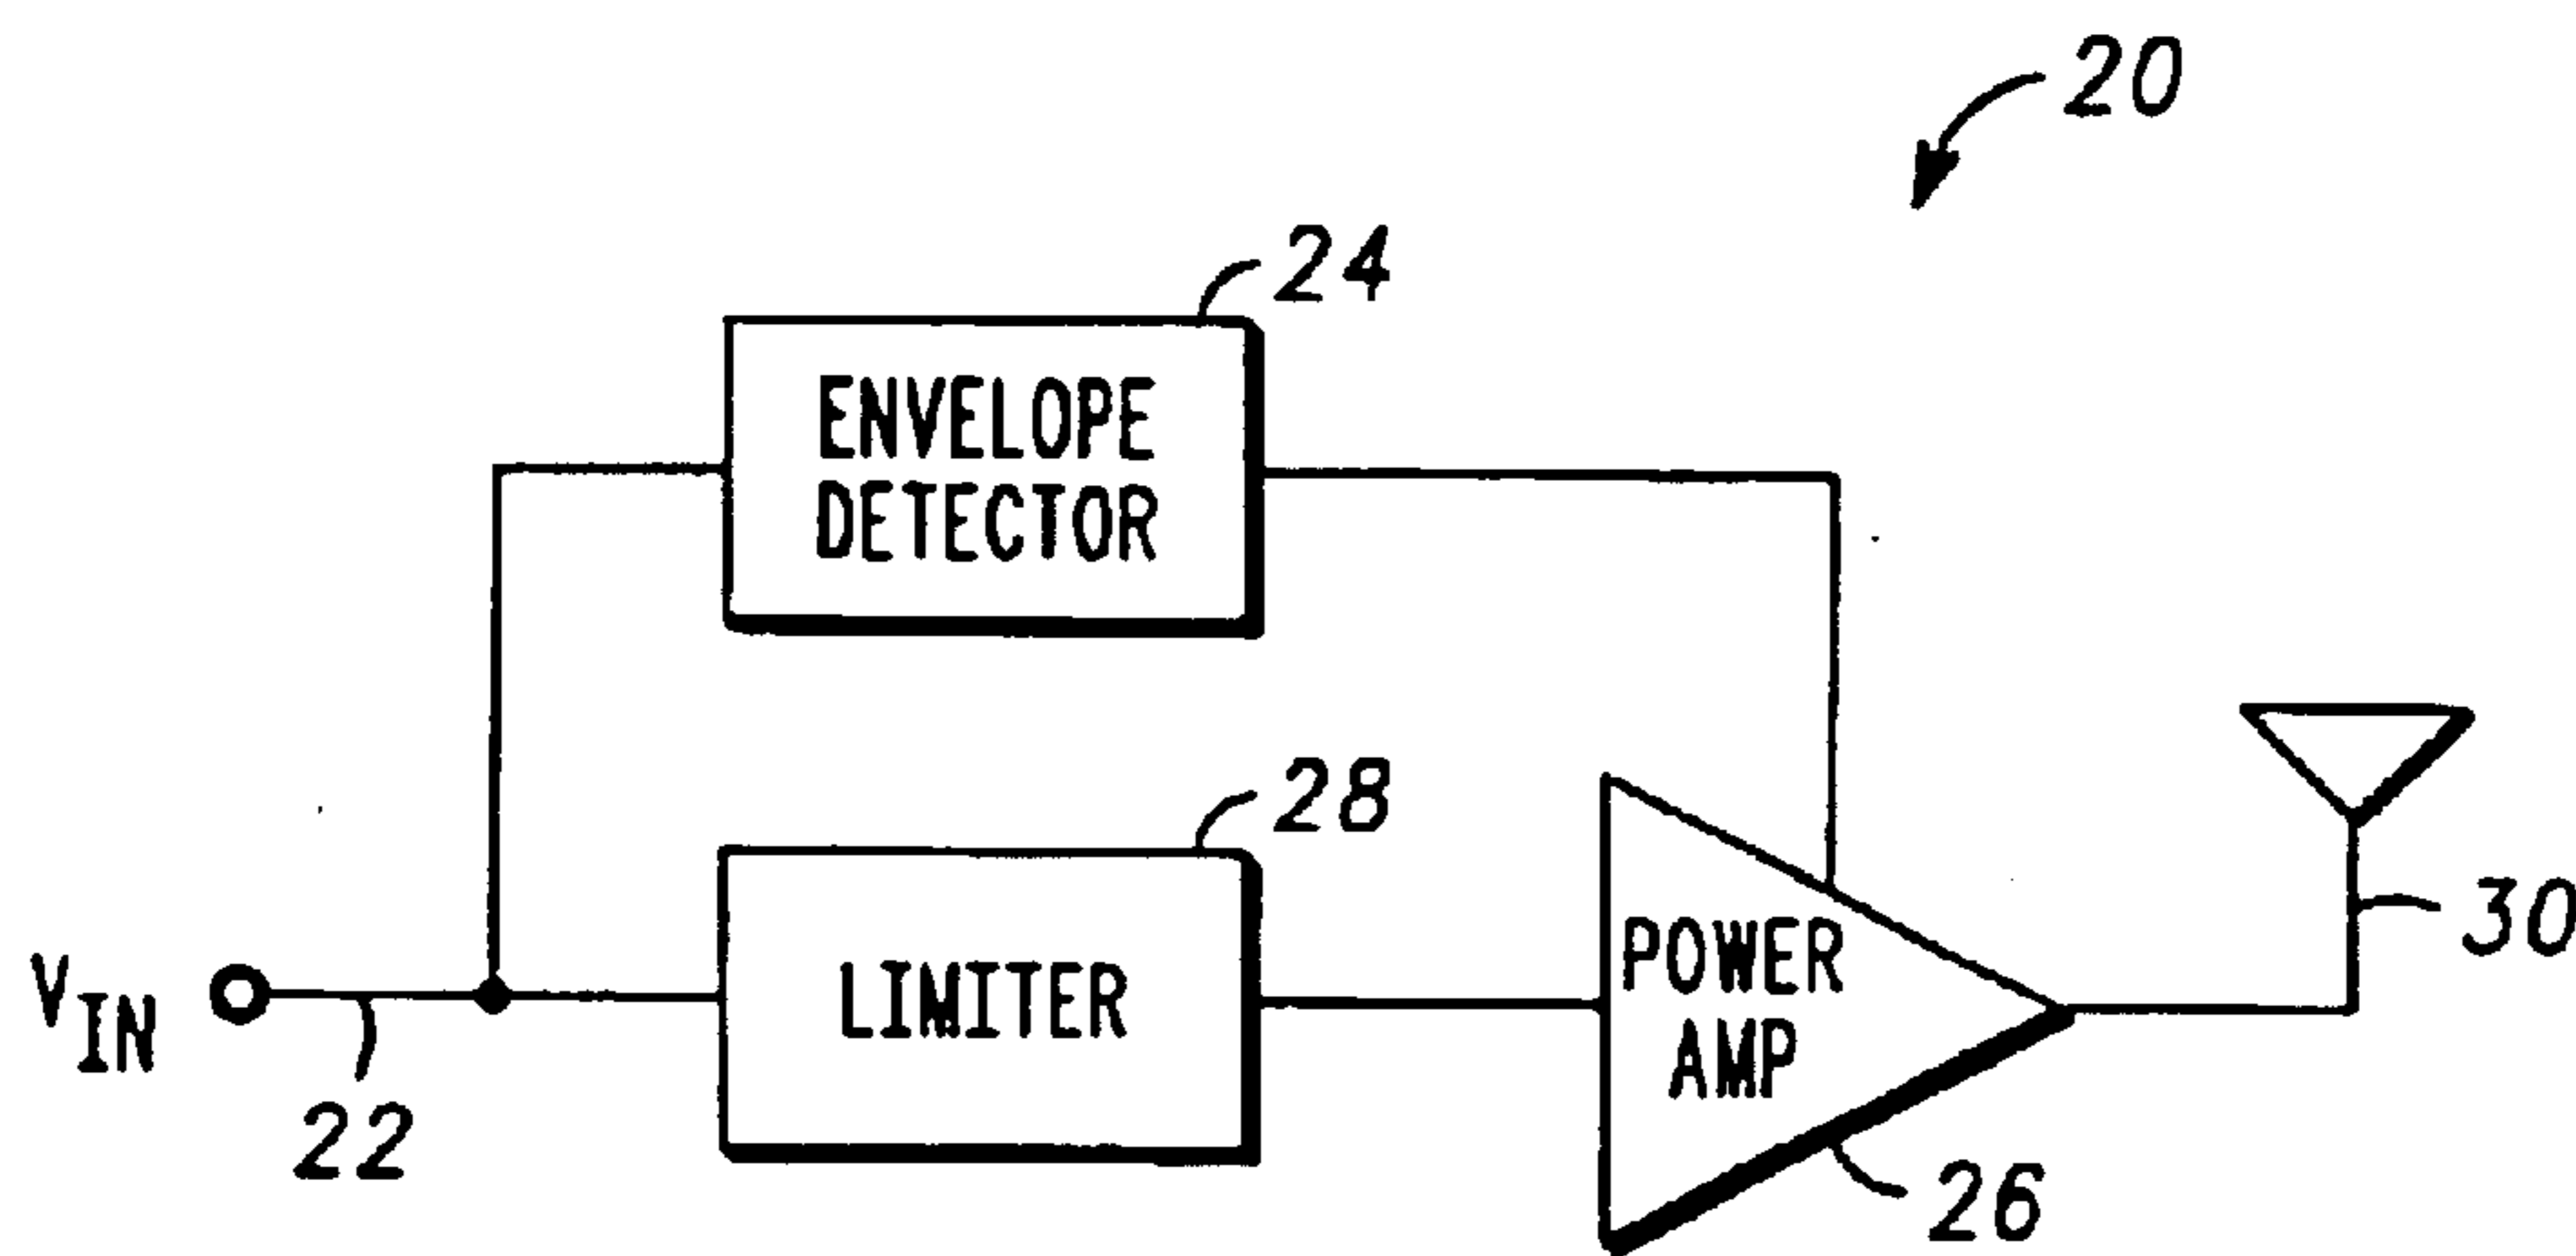 20
24
ENVELOPE
DETECTOR
28
LIMITER
VIN
22
POWER
AMP
26
30